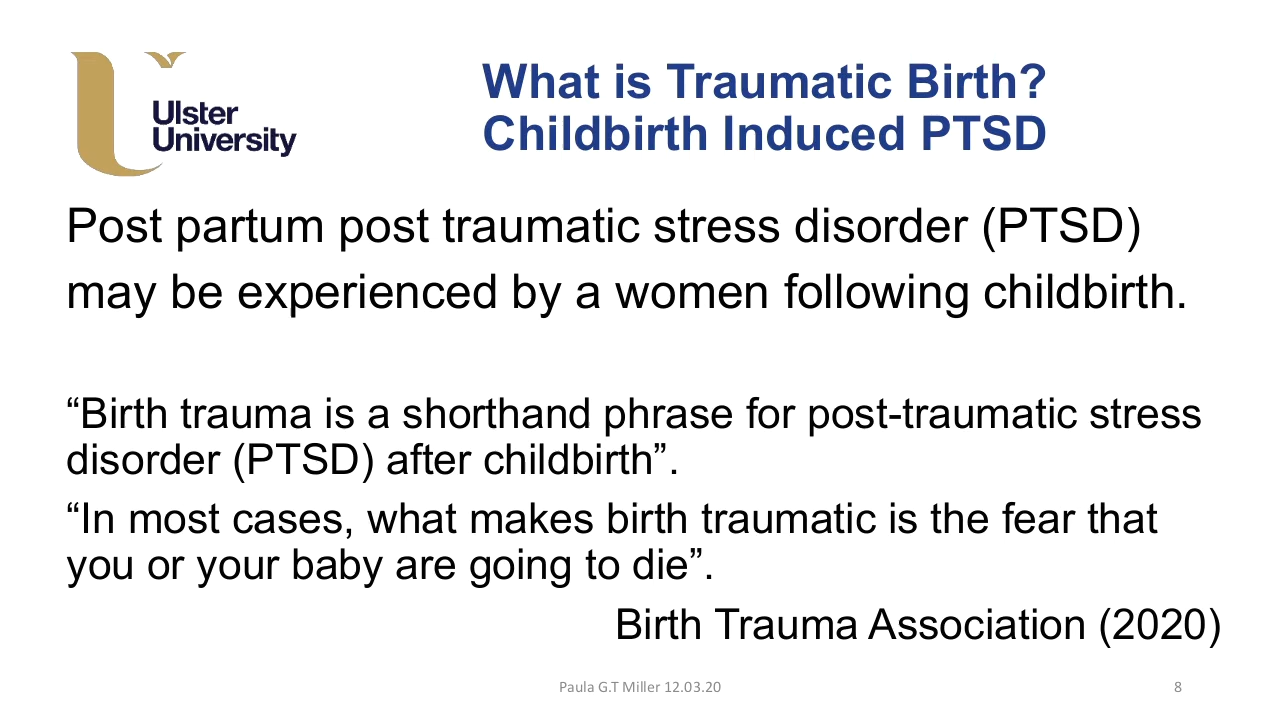 Ulster
University
What is Traumatic Birth?
Childbirth Induced PTSD
Post partum post traumatic stress disorder (PTSD)
may be experienced by a women following childbirth.
“Birth trauma is a shorthand phrase for post-traumatic stress
disorder (PTSD) after childbirth”.
“In most cases, what makes birth traumatic is the fear that
you or your baby are going to die”.
Birth Trauma Association (2020)
Paula G.T Miller 12.03.20
8